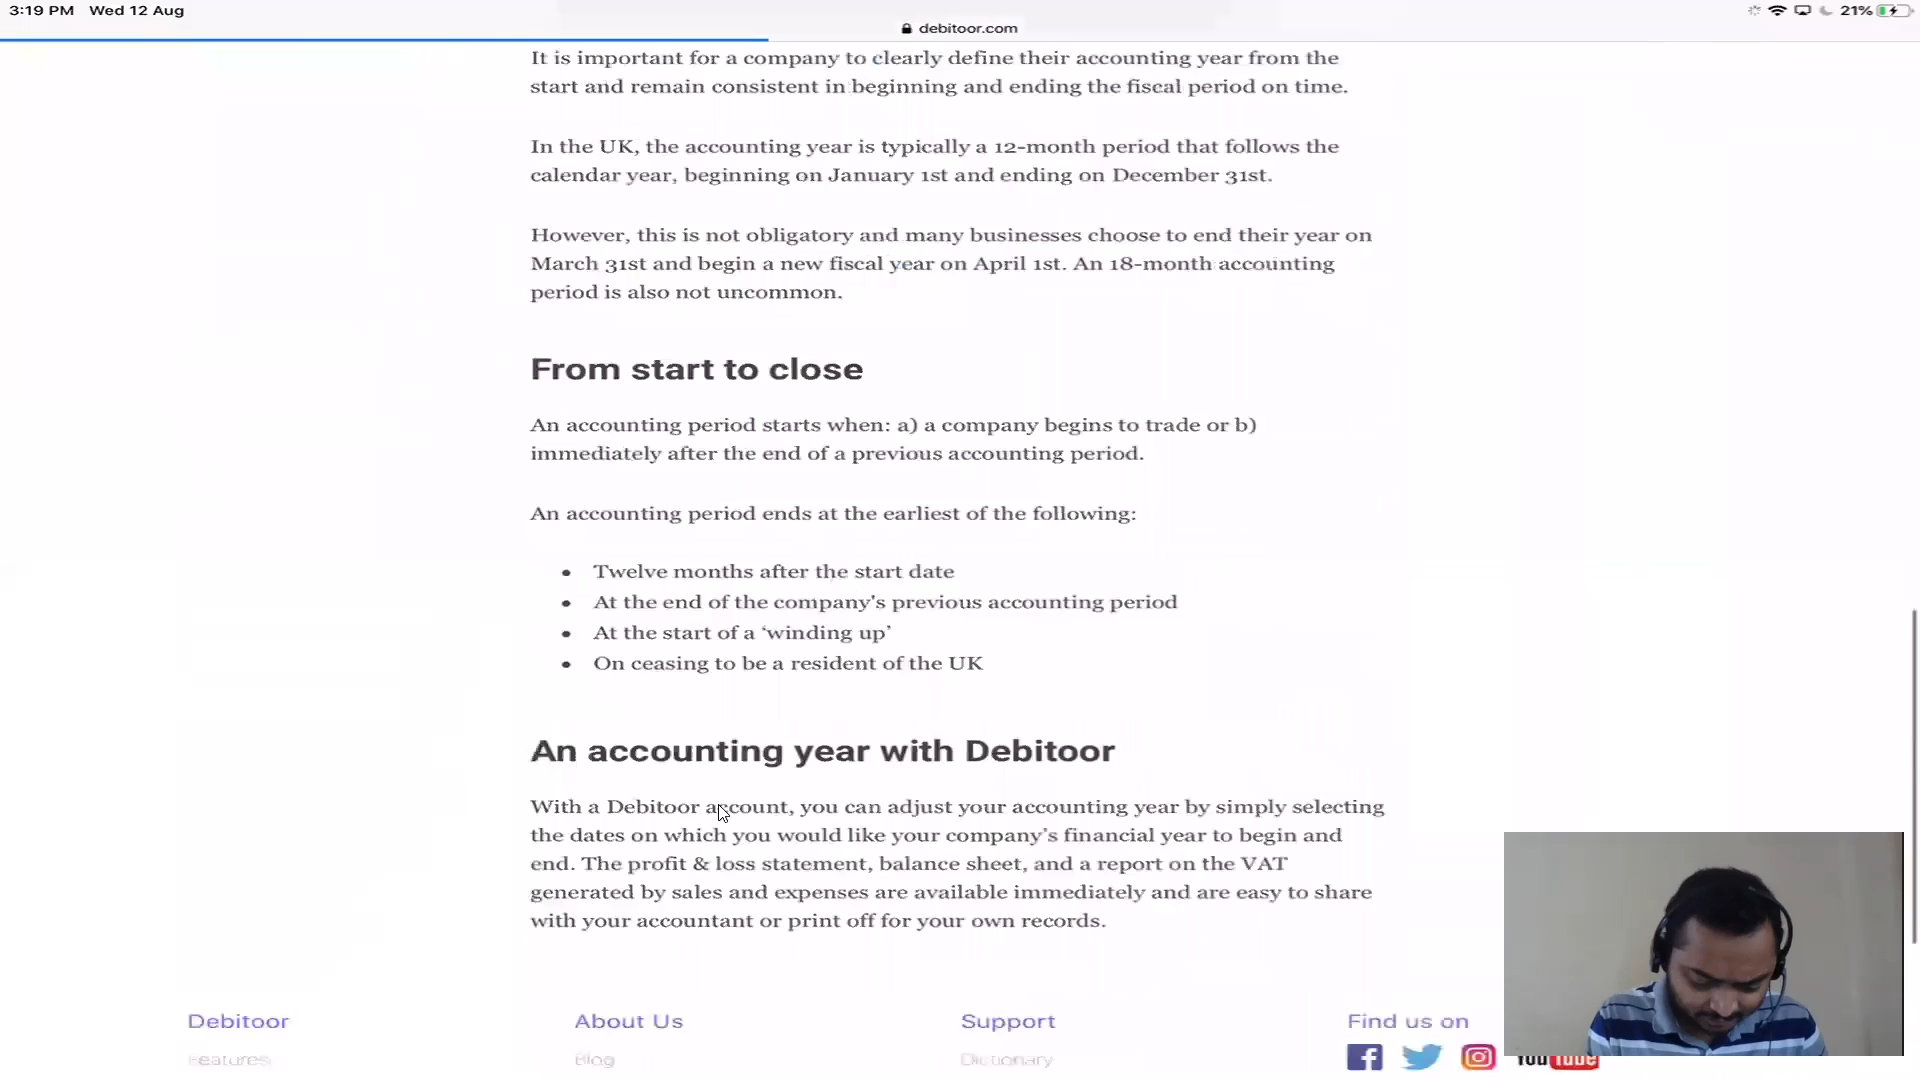 3:19 PM Wed 12 Aug
21%
debitoor.com
It is important for a company to clearly define their accounting year from the
start and remain consistent in beginning and ending the fiscal period on time.
In the UK, the accounting year is typically a 12-month period that follows the
calendar year, beginning on January 1st and ending on December 31st.
However, this is not obligatory and many businesses choose to end their year on
March 31st and begin a new fiscal year on April 1st. An 18-month accounting
period is also not uncommon.
From start to close
An accounting period starts when: a) a company begins to trade or b)
immediately after the end of a previous accounting period.
An accounting period ends at the earliest of the following:
• Twelve months after the start date
• At the end of the company's previous accounting period
• At the start of a ‘winding up’
• On ceasing to be a resident of the UK
An accounting year with Debitoor
With a Debitoor account, you can adjust your accounting year by simply selecting
the dates on which you would like your company’s financial year to begin and
end. The profit & loss statement, balance sheet, and a report on the VAT
generated by sales and expenses are available immediately and are easy to share
with your accountant or print off for your own records.
Debitoor About Us Support Find us on
Features Blog Dictionary YouTube